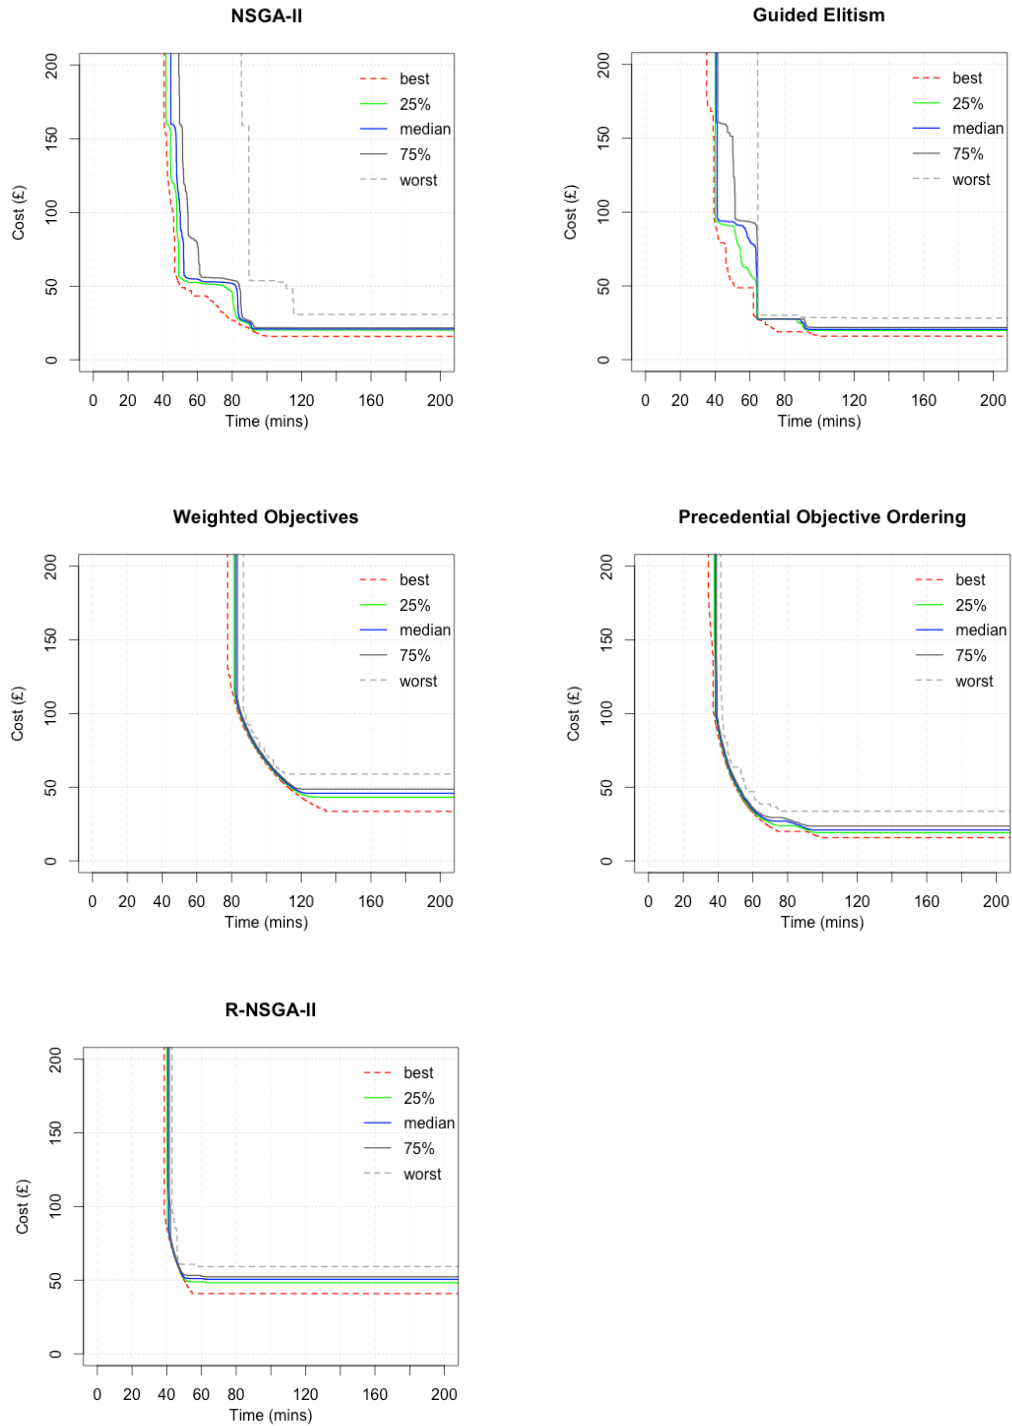 NSGA-II
Cost (£)
200
150
100
50
0
best
25%
median
75%
worst
0 20 40 60 80 120 160 200
Time (mins)
Guided Elitism
Cost (£)
200
150
100
50
0
best
25%
median
75%
worst
0 20 40 60 80 120 160 200
Time (mins)
Weighted Objectives
Cost (£)
200
150
100
50
0
best
25%
median
75%
worst
0 20 40 60 80 120 160 200
Time (mins)
Precedential Objective Ordering
Cost (£)
200
150
100
50
0
best
25%
median
75%
worst
0 20 40 60 80 120 160 200
Time (mins)
R-NSGA-II
Cost (£)
200
150
100
50
0
best
25%
median
75%
worst
0 20 40 60 80 120 160 200
Time (mins)